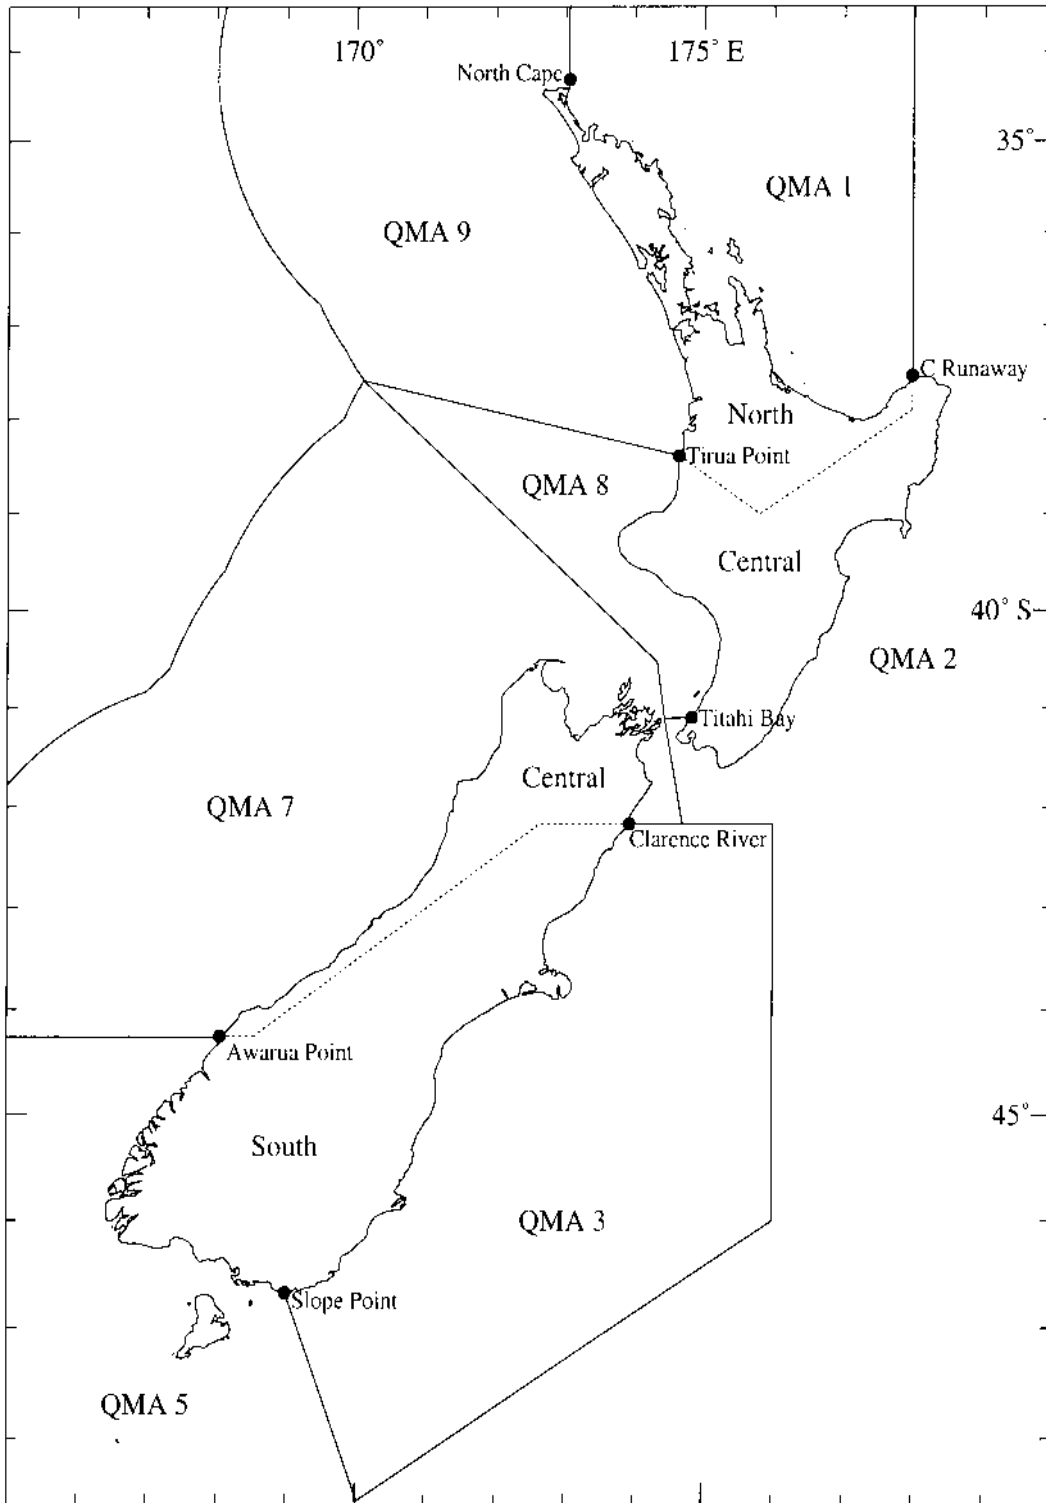 170° 175° E
North Cape
35°
QMA 1
QMA 9
C Runaway
North
Tirua Point
QMA 8
Central
40° S
QMA 2
Titahi Bay
Central
QMA 7
Clarence River
Awarua Point
45°
South
QMA 3
Slope Point
QMA 5